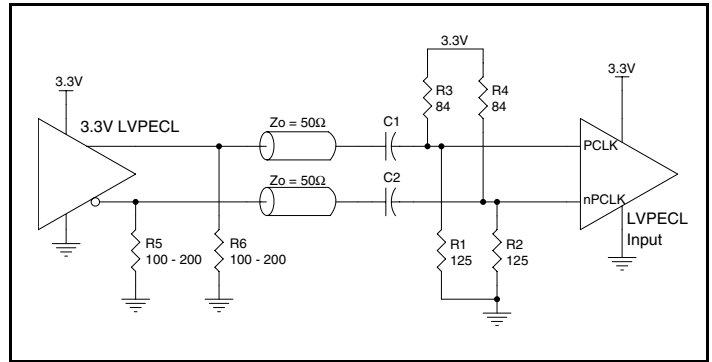 3.3V
3.3V
3.3V
3.3V LVPECL
Zo = 50Ω
C1
R3
84
R4
84
PCLK
Zo = 50Ω
C2
nPCLK
LVPECL
Input
R5
100 - 200
R6
100 - 200
R1
125
R2
125